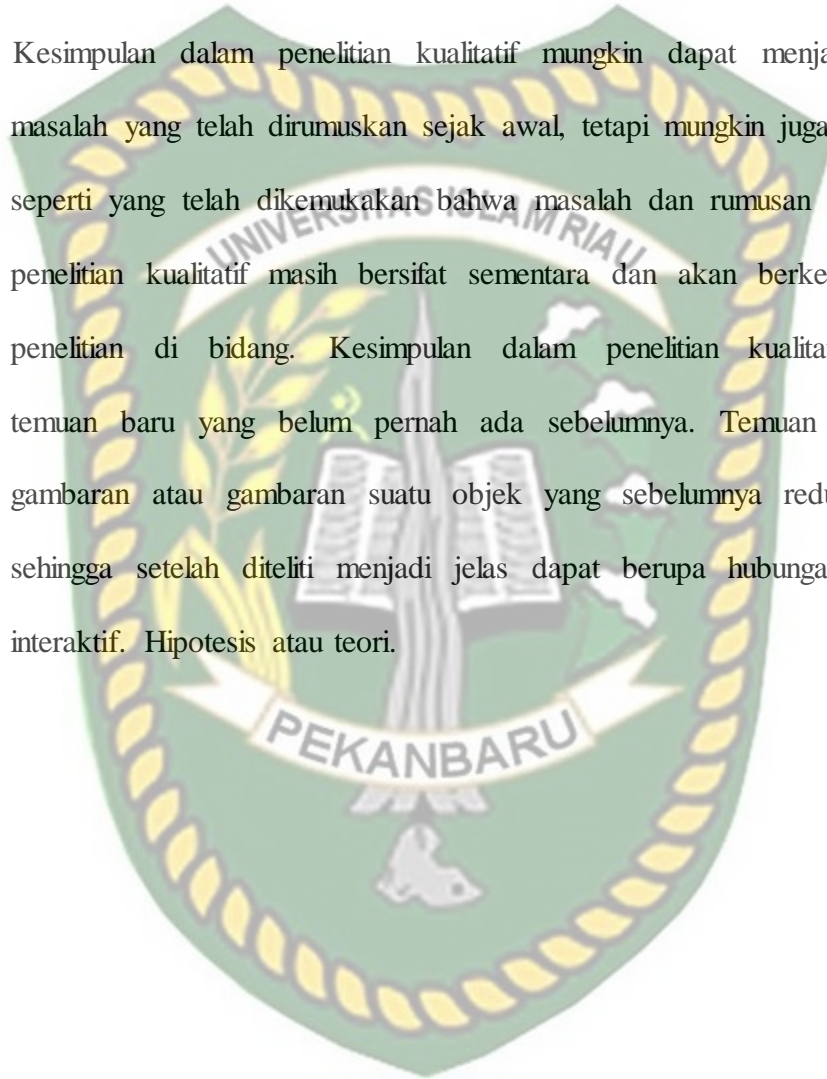 Kesimpulan dalam penelitian kualitatif mungkin dapat menja
masalah yang telah dirumuskan sejak awal, tetapi mungkin juga
seperti yang telah dikemukakan bahwa masalah dan rumusan
UNIVERSITAS ISLAM RIAU
penelitian kualitatif masih bersifat sementara dan akan berke
penelitian di bidang. Kesimpulan dalam penelitian kualita
temuan baru yang belum pernah ada sebelumnya. Temuan
gambaran atau gambaran suatu objek yang sebelumnya redu
sehingga setelah diteliti menjadi jelas dapat berupa hubunga
interaktif. Hipotesis atau teori.
PEKANBARU